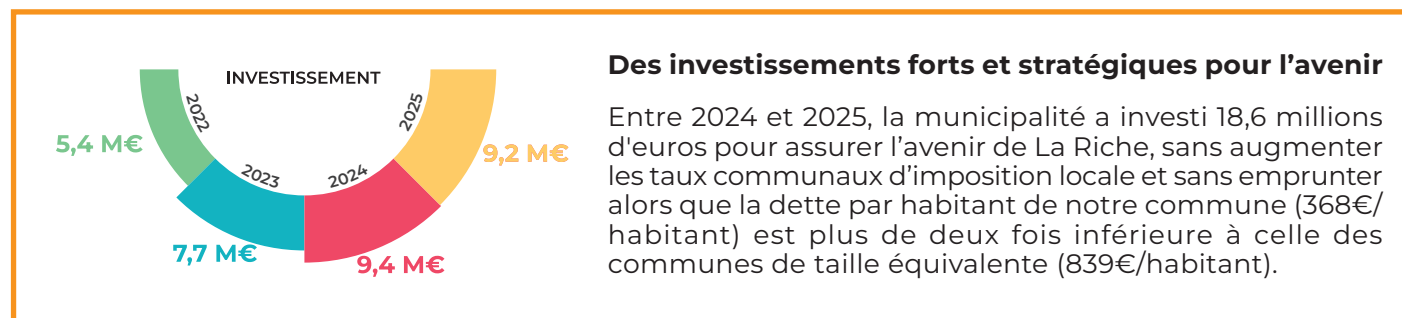 INVESTISSEMENT
2022
2023
2024
2025
5,4 M€
7,7 M€
9,4 M€
9,2 M€
Des investissements forts et stratégiques pour l’avenir
Entre 2024 et 2025, la municipalité a investi 18,6 millions
d'euros pour assurer l’avenir de La Riche, sans augmenter
les taux communaux d’imposition locale et sans emprunter
alors que la dette par habitant de notre commune (368€/
habitant) est plus de deux fois inférieure à celle des
communes de taille équivalente (839€/habitant).